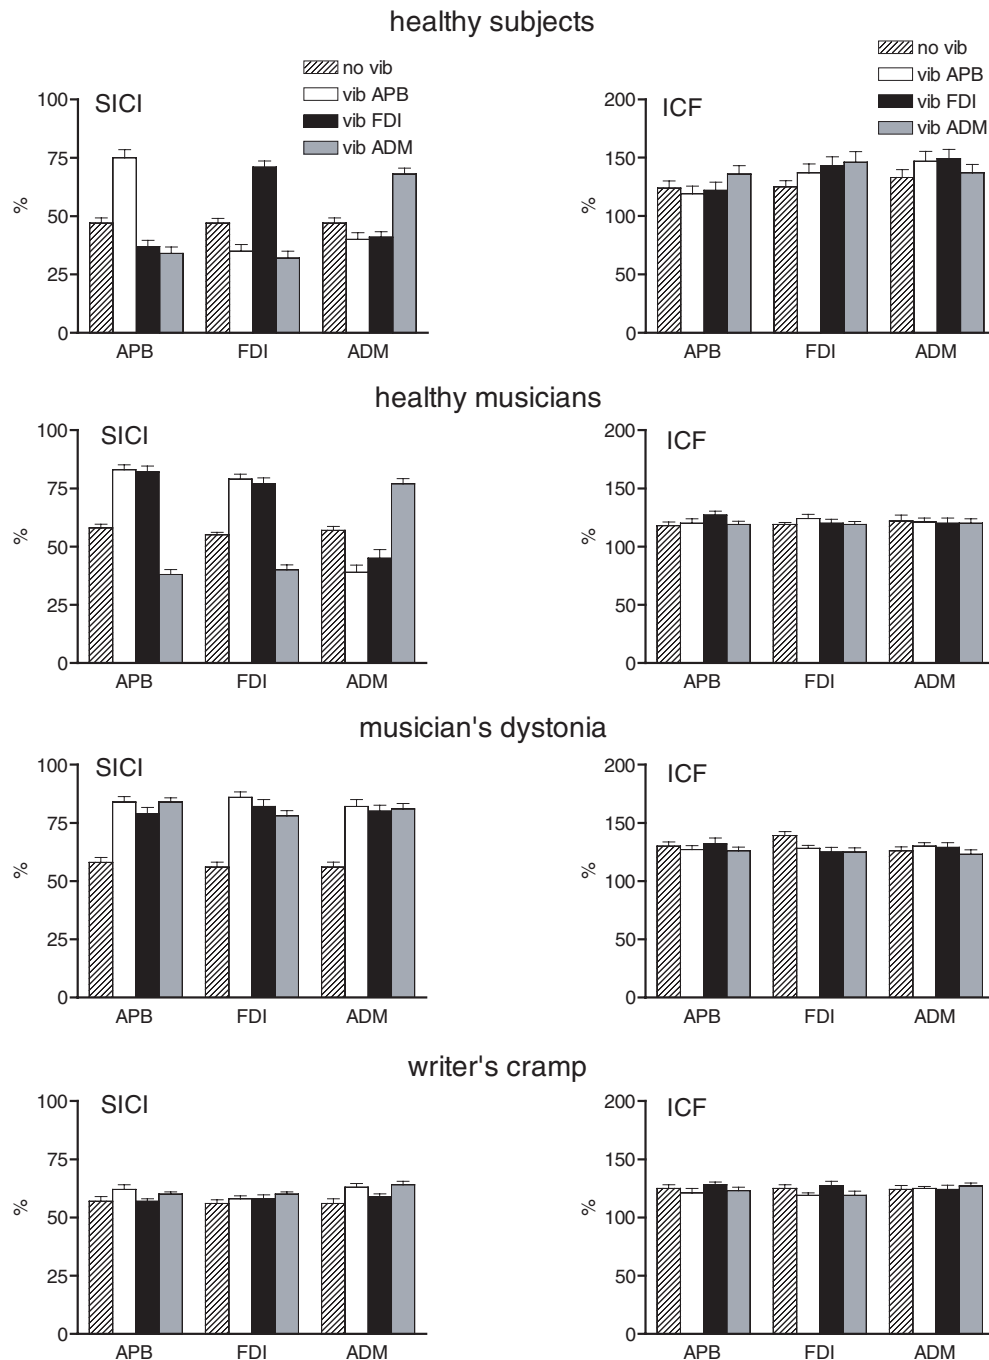 healthy subjects
no vib
vib APB
vib FDI
vib ADM
SICI
100
75
50
25
0
%
APB FDI ADM
no vib
vib APB
vib FDI
vib ADM
ICF
200
150
100
50
0
%
APB FDI ADM
healthy musicians
SICI
100
75
50
25
0
%
APB FDI ADM
ICF
200
150
100
50
0
%
APB FDI ADM
musician's dystonia
SICI
100
75
50
25
0
%
APB FDI ADM
ICF
200
150
100
50
0
%
APB FDI ADM
writer's cramp
SICI
100
75
50
25
0
%
APB FDI ADM
ICF
200
150
100
50
0
%
APB FDI ADM